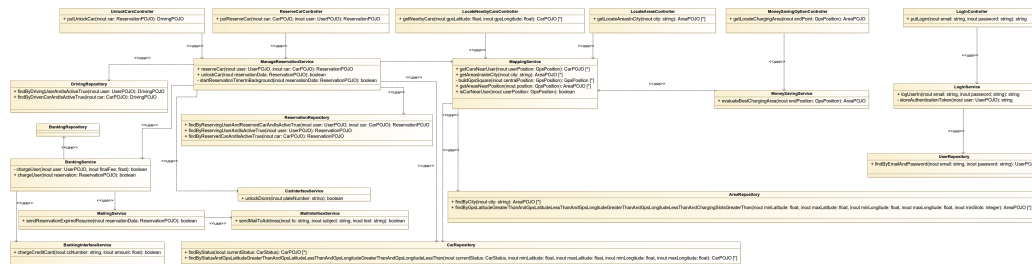 UnlockCarsController
+ putUnlockCar(inout car: ReservationPOJO): DrivingPOJO
ReserveCarController
+ putReserveCar(inout car: CarPOJO, inout user: UserPOJO): ReservationPOJO
LocateNearbyCarsController
+ getNearbyCars(inout gpsLatitude: float, inout gpsLongitude: float): CarPOJO [*]
LocateAreasController
+ getLocateAreasInCity(inout city: string): AreaPOJO [*]
MoneySavingOptionController
+ getLocateChargingArea(inout endPoint: GpsPosition): AreaPOJO
LoginController
+ putLogin(inout email: string, inout password: string): string
<<use>>
<<use>>
<<use>>
<<use>>
<<use>>
<<use>>
ManageReservationService
+ reserveCar(inout user: UserPOJO, inout car: CarPOJO): ReservationPOJO
+ unlockCar(inout reservationData: ReservationPOJO): boolean
- startReservationTimerInBackground(inout reservationData: ReservationPOJO): boolean
MappingService
+ getCarsNearUser(inout userPosition: GpsPosition): CarPOJO [*]
+ getAreasInsideCity(inout city: string): AreaPOJO [*]
- buildGpsSquare(inout centralPosition: GpsPosition): GpsPosition [*]
+ getAreasNearPosition(inout position: GpsPosition): AreaPOJO [*]
+ isCarNearUser(inout userPosition: GpsPosition): boolean
DrivingRepository
+ findByDrivingUserAndIsActiveTrue(inout user: UserPOJO): DrivingPOJO
+ findByDrivenCarAndIsActiveTrue(inout car: CarPOJO): DrivingPOJO
MoneySavingService
+ evaluateBestChargingArea(inout endPosition: GpsPosition): AreaPOJO
LoginService
+ logUserIn(inout email: string, inout password: string): string
- storeAuthenticationToken(inout user: UserPOJO): string
ReservationRepository
+ findByReservingUserAndReservedCarAndIsActiveTrue(inout user: UserPOJO, inout car: CarPOJO): ReservationPOJO
+ findByReservingUserAndIsActiveTrue(inout user: UserPOJO): ReservationPOJO
+ findByReservedCarAndIsActiveTrue(inout car: CarPOJO): ReservationPOJO
BankingRepository
BankingService
- chargeUser(inout user: UserPOJO, inout finalFee: float): boolean
+ chargeUser(inout reservation: ReservationPOJO): boolean
UserRepository
+ findByEmailAndPassword(inout email: string, inout password: string): UserPOJO
CarInterfaceService
+ unlockDoors(inout plateNumber: string): boolean
AreaRepository
+ findByCity(inout city: string): AreaPOJO [*]
+ findByGpsLatitudeGreaterThanAndGpsLatitudeLessThanAndGpsLongitudeGreaterThanAndGpsLongitudeLessThanAndChargingSlotsGreaterThan(inout minLatitude: float, inout maxLatitude: float, inout minLongitude: float, inout maxLongitude: float, inout minSlots: integer): AreaPOJO [*]
MailingService
+ sendReservationExpiredResume(inout reservationData: ReservationPOJO): boolean
MailInterfaceService
+ sendMailToAddress(inout to: string, inout subject: string, inout text: string): boolean
BankingInterfaceService
+ chargeCreditCard(inout ccNumber: string, inout amount: float): boolean
CarRepository
+ findByStatus(inout currentStatus: CarStatus): CarPOJO [*]
+ findByStatusAndGpsLatitudeGreaterThanAndGpsLatitudeLessThanAndGpsLongitudeGreaterThanAndGpsLongitudeLessThan(inout currentStatus: CarStatus, inout minLatitude: float, inout maxLatitude: float, inout minLongitude: float, inout maxLongitude: float): CarPOJO [*]